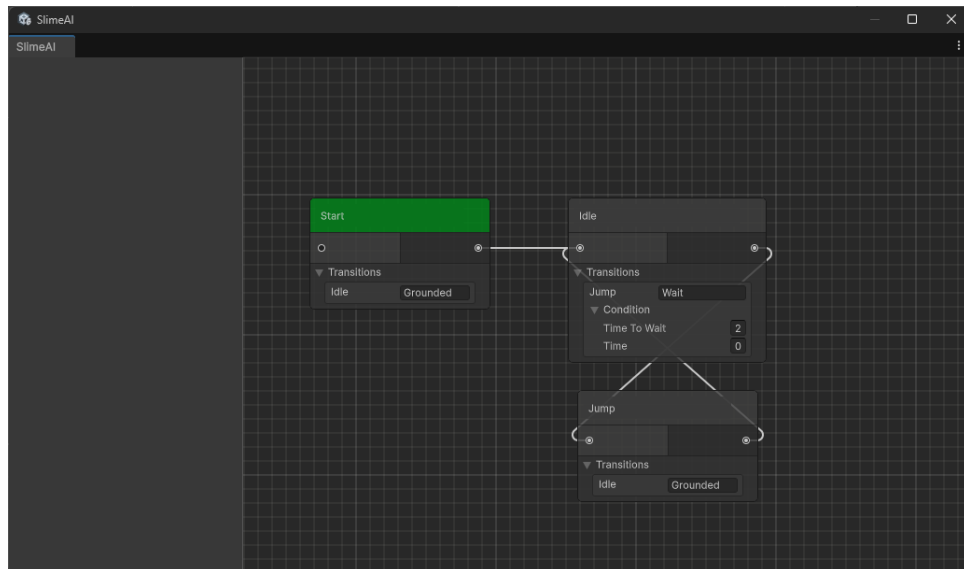 SlimeAI
SlimeAI
Start
Transitions
Idle Grounded
Idle
Transitions
Jump Wait
Condition
Time To Wait 2
Time 0
Jump
Transitions
Idle Grounded